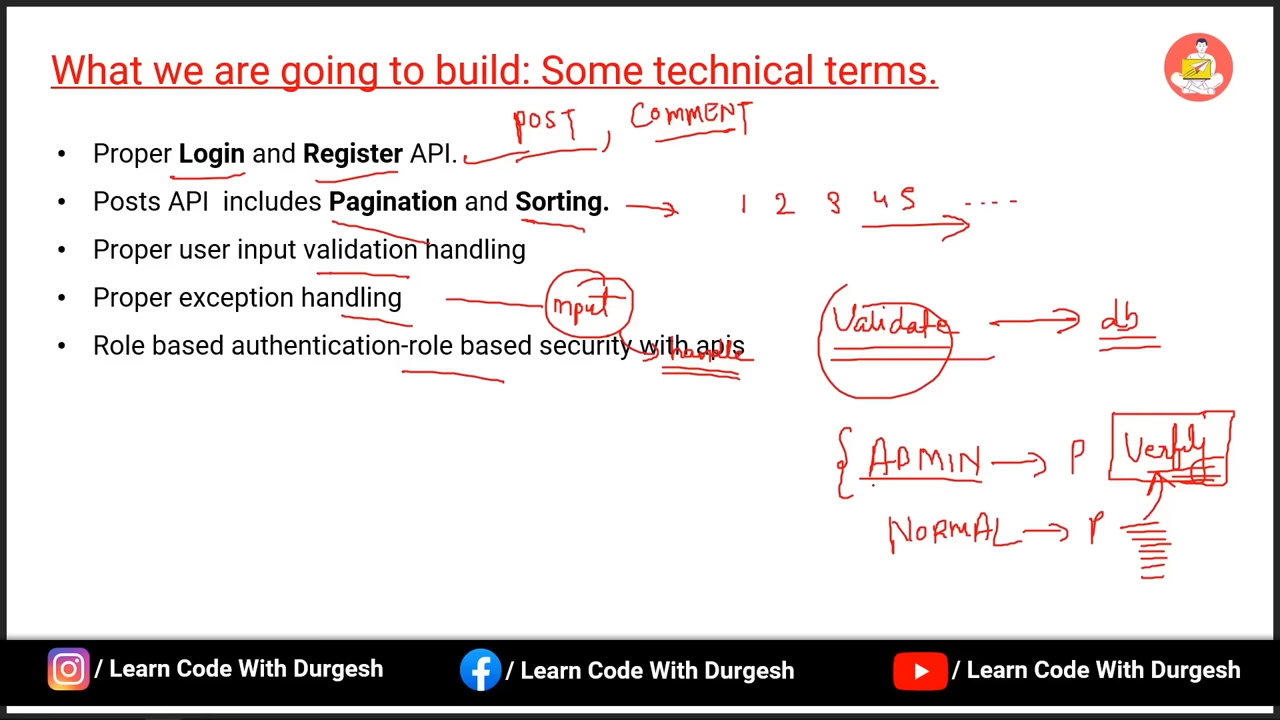 What we are going to build: Some technical terms.
POST , COMMENT
• Proper Login and Register API.
• Posts API includes Pagination and Sorting. → 1 2 3 4 5 ....
• Proper user input validation handling
• Proper exception handling
Input
Validate → db
• Role based authentication-role based security with apis
handle
{ ADMIN → P Verify
NORMAL → P
/ Learn Code With Durgesh
/ Learn Code With Durgesh
/ Learn Code With Durgesh